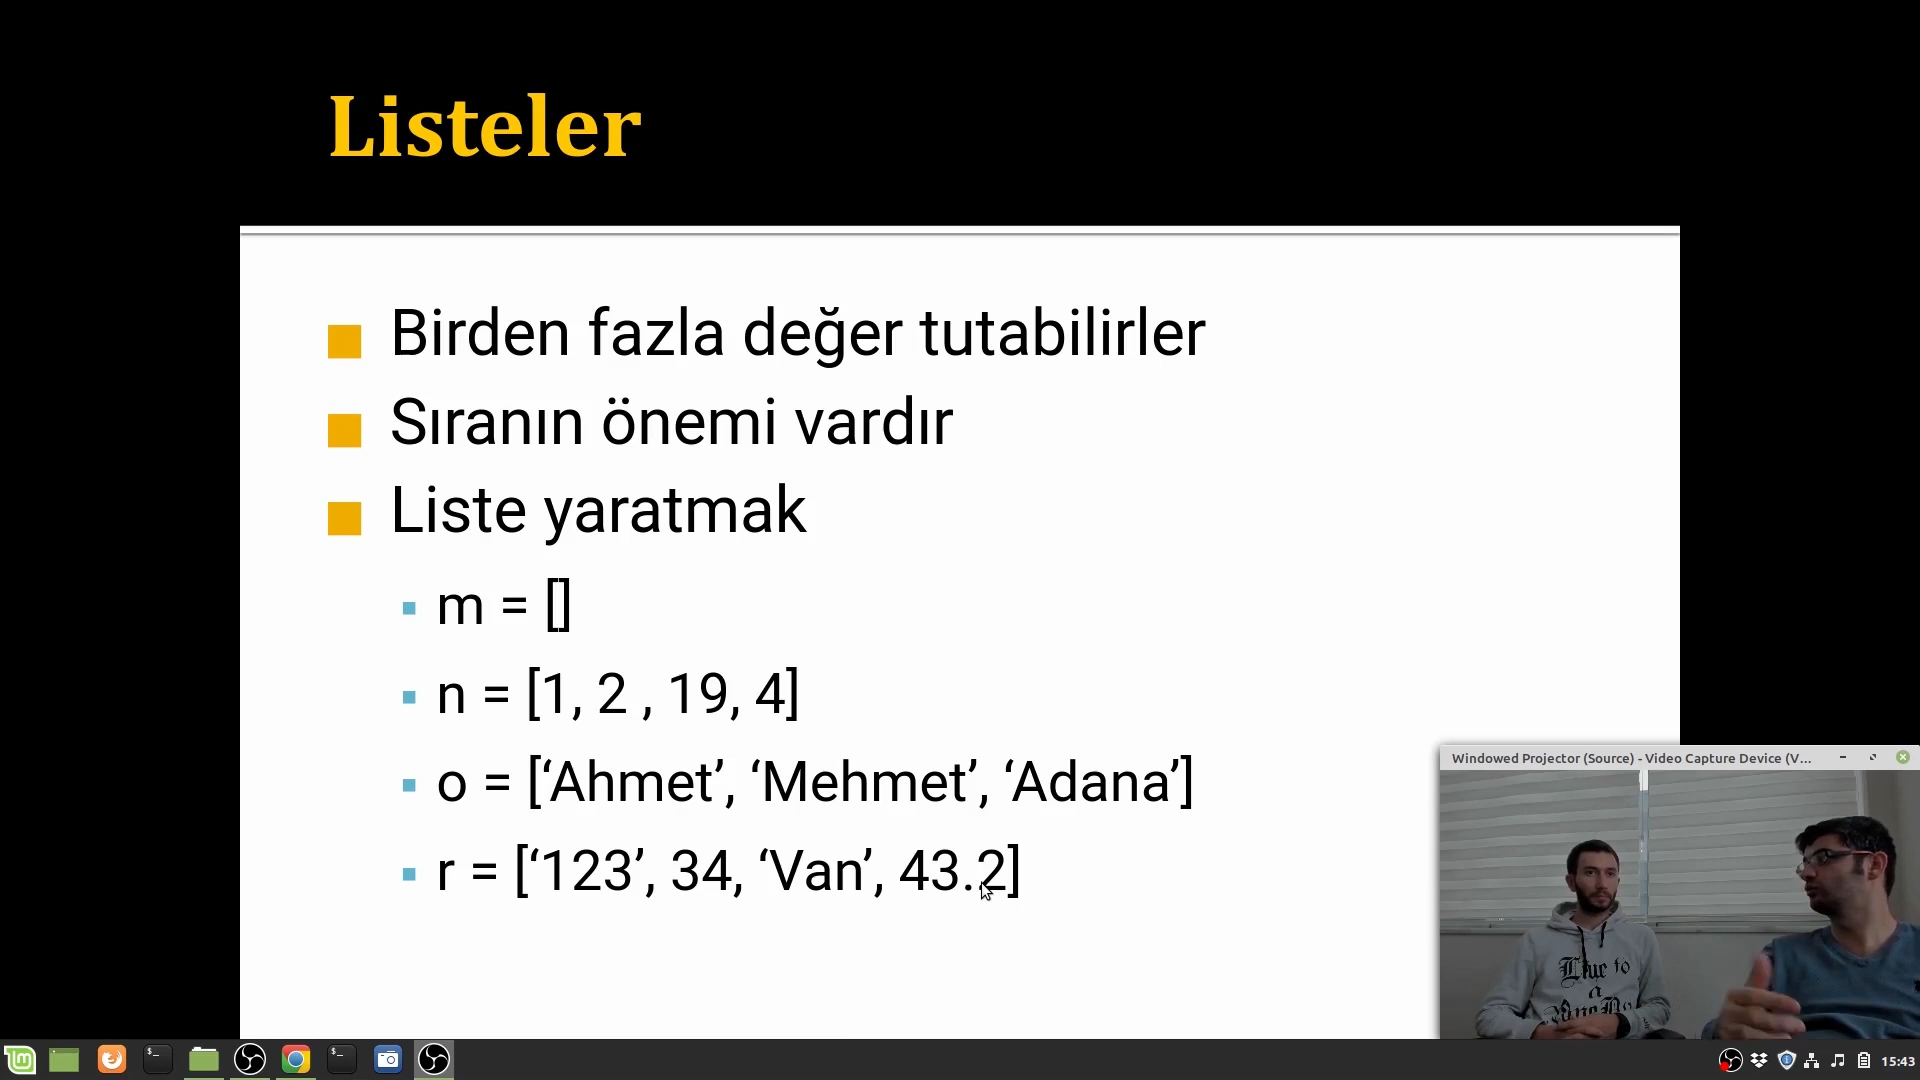 Listeler
Birden fazla değer tutabilirler
Sıranın önemi vardır
Liste yaratmak
m = []
n = [1, 2 , 19, 4]
o = [‘Ahmet’, ‘Mehmet’, ‘Adana’]
r = [‘123’, 34, ‘Van’, 43.2]
Windowed Projector (Source) - Video Capture Device (V...
to
a
15:43